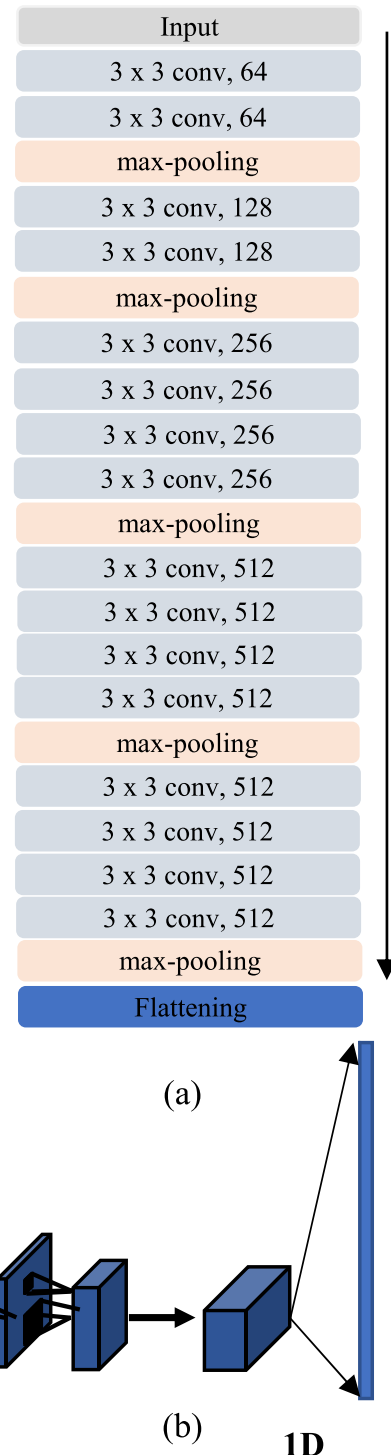 Input
3 x 3 conv, 64
3 x 3 conv, 64
max-pooling
3 x 3 conv, 128
3 x 3 conv, 128
max-pooling
3 x 3 conv, 256
3 x 3 conv, 256
3 x 3 conv, 256
3 x 3 conv, 256
max-pooling
3 x 3 conv, 512
3 x 3 conv, 512
3 x 3 conv, 512
3 x 3 conv, 512
max-pooling
3 x 3 conv, 512
3 x 3 conv, 512
3 x 3 conv, 512
3 x 3 conv, 512
max-pooling
Flattening
(a)
(b)
1D